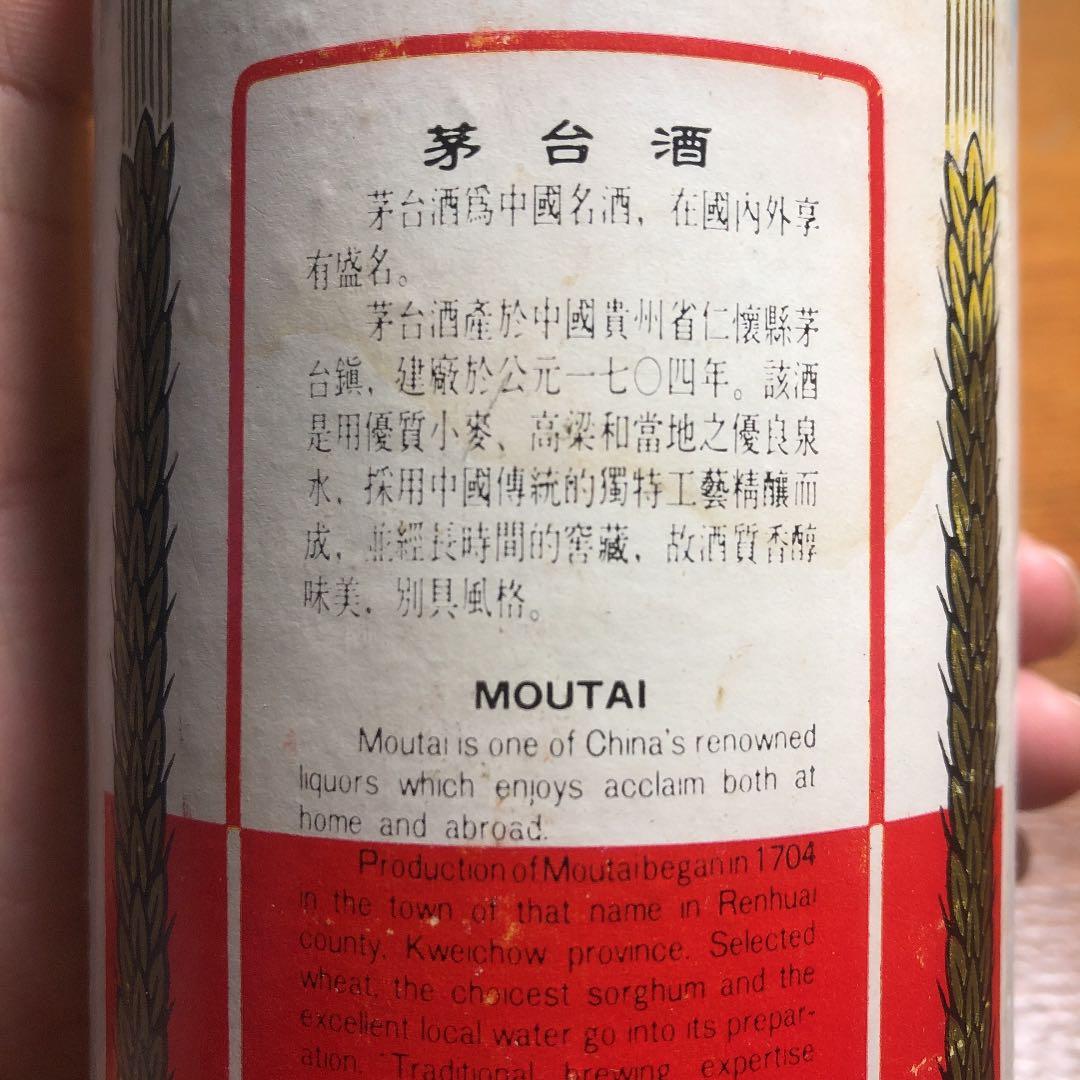 茅台酒
茅台酒爲中國名酒，在國內外享
有盛名。
茅台酒產於中國貴州省仁懷縣茅
台鎮，建廠於公元一七〇四年。該酒
是用優質小麥、高粱和當地之優良泉
水，採用中國傳統的獨特工藝精釀而
成，並經長時間的窖藏，故酒質香醇
味美，別具風格。
MOUTAI
Moutai is one of China's renowned
liquors which enjoys acclaim both at
home and abroad.
Production of Moutai began in 1704
in the town of that name in Renhuai
county, Kweichow province. Selected
wheat, the choicest sorghum and the
excellent local water go into its prepar-
ation. Traditional brewing expertise